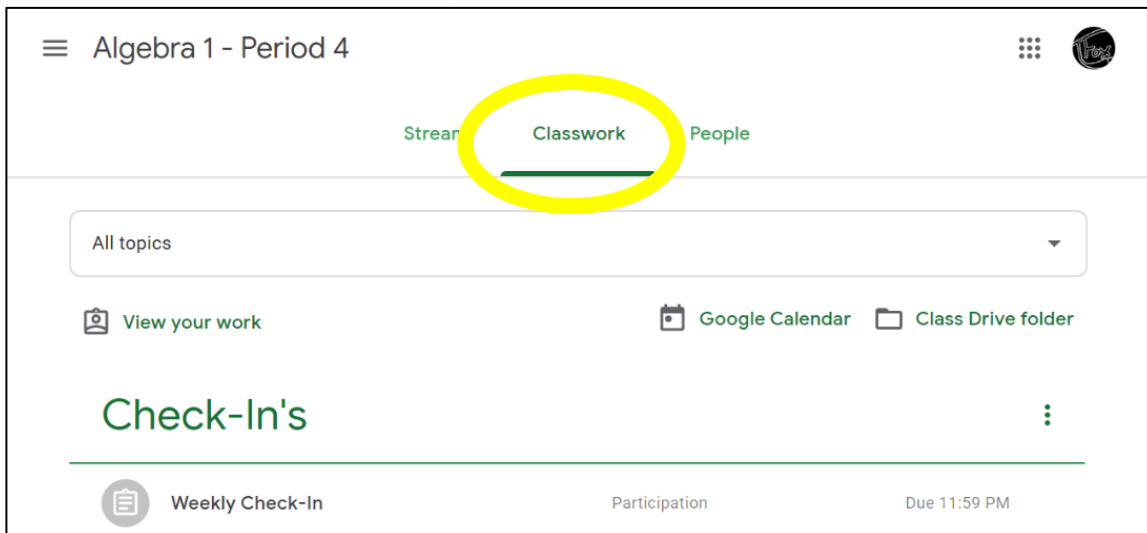 Algebra 1 - Period 4
Fox
Classwork People
All topics
View your work Google Calendar Class Drive folder
Check-In's
Weekly Check-In Participation Due 11:59 PM